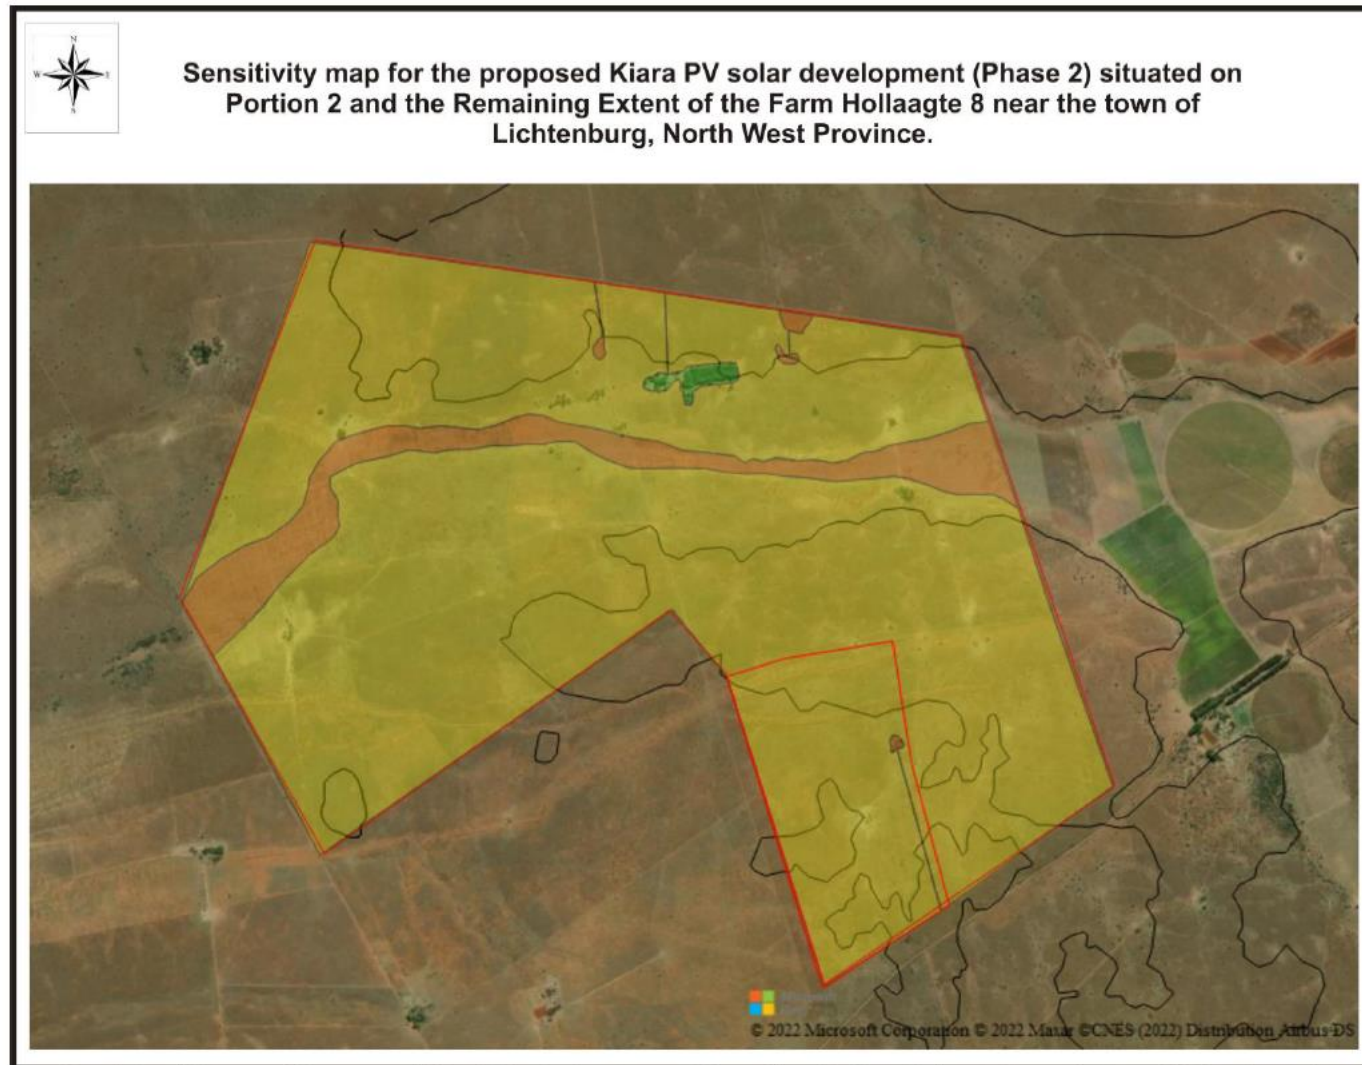 N
W E
S
Sensitivity map for the proposed Kiara PV solar development (Phase 2) situated on
Portion 2 and the Remaining Extent of the Farm Hollaagte 8 near the town of
Lichtenburg, North West Province.
© 2022 Microsoft Corporation © 2022 Maxar ©CNES (2022) Distribution Airbus DS